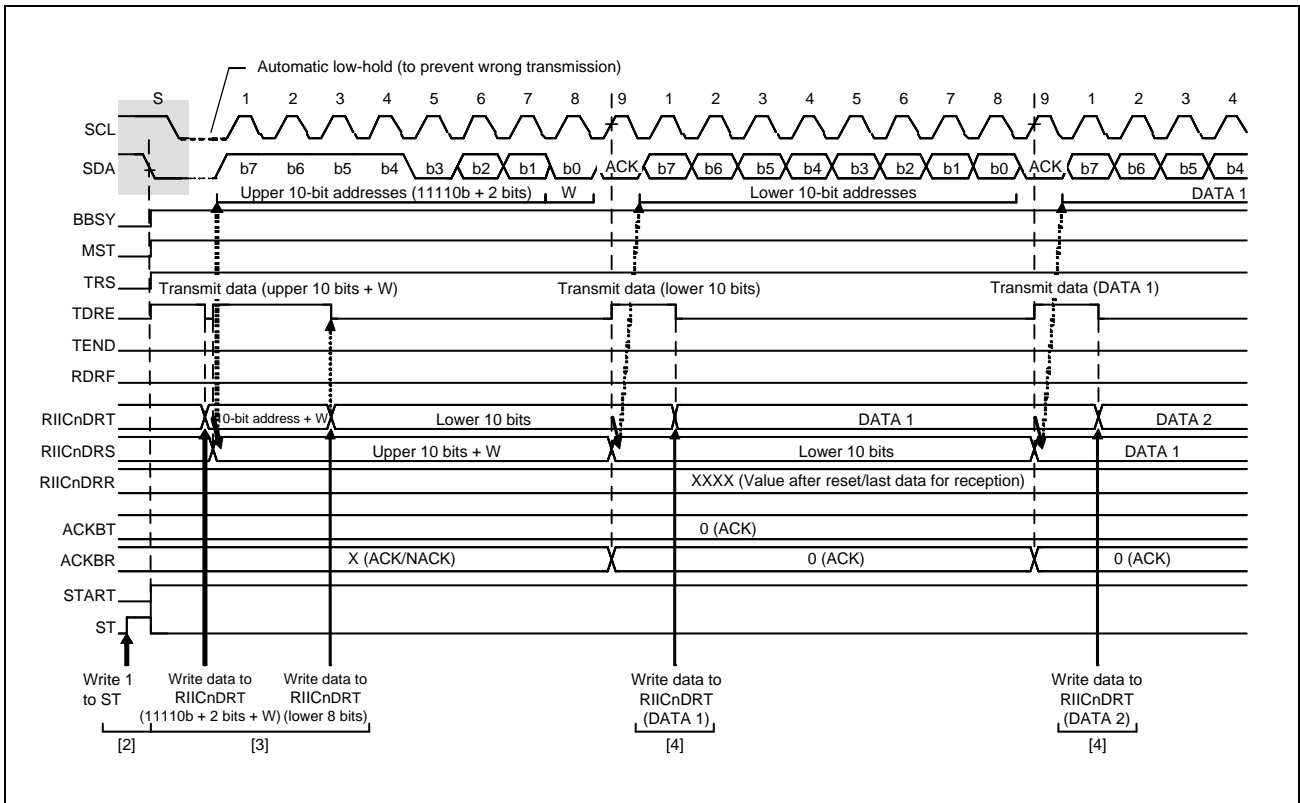 Automatic low-hold (to prevent wrong transmission)
S 1 2 3 4 5 6 7 8 9 1 2 3 4 5 6 7 8 9 1 2 3 4
SCL
SDA b7 b6 b5 b4 b3 b2 b1 b0 ACK b7 b6 b5 b4 b3 b2 b1 b0 ACK b7 b6 b5 b4
Upper 10-bit addresses (11110b + 2 bits) W Lower 10-bit addresses DATA 1
BBSY
MST
TRS
Transmit data (upper 10 bits + W) Transmit data (lower 10 bits) Transmit data (DATA 1)
TDRE
TEND
RDRF
RIICnDRT 0-bit address + W Lower 10 bits DATA 1 DATA 2
RIICnDRS Upper 10 bits + W Lower 10 bits DATA 1
RIICnDRR XXXX (Value after reset/last data for reception)
ACKBT 0 (ACK)
ACKBR X (ACK/NACK) 0 (ACK) 0 (ACK)
START
ST
Write 1 Write data to Write data to Write data to Write data to
to ST RIICnDRT RIICnDRT RIICnDRT RIICnDRT
(11110b + 2 bits + W) (lower 8 bits) (DATA 1) (DATA 2)
[2] [3] [4] [4]